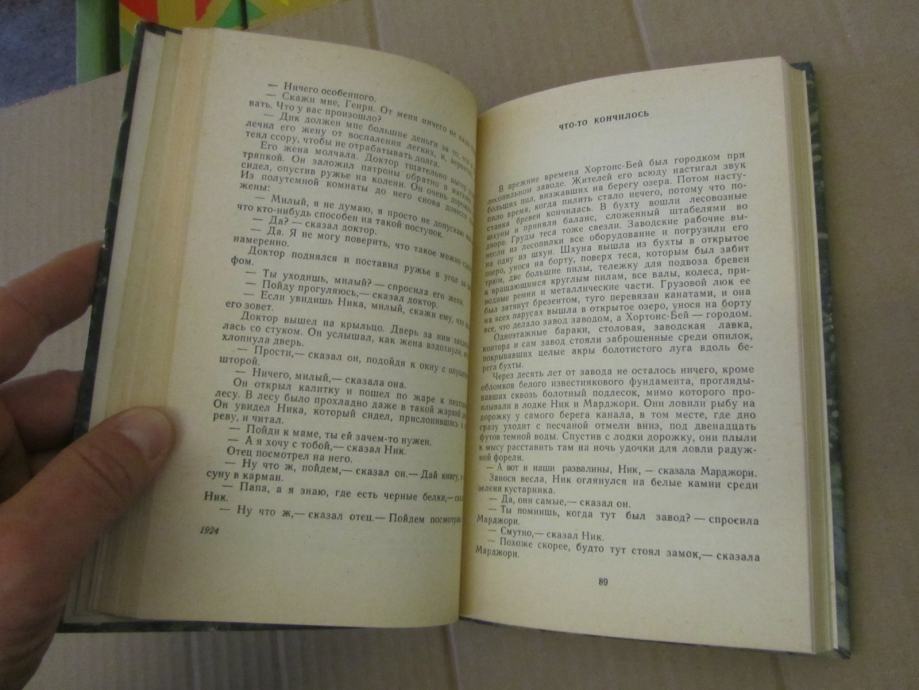 — Ничего особенного.
— Скажи мне, Генри. От меня ничего не
вать. Что у вас произошло?
— Дик должен мне большие деньги за то, что я
лечил его жену от воспаления легких, и,
теял ссору, чтобы не отрабатывать долга.
Его жена молчала. Доктор тщательно вытер
тряпкой. Он заложил патроны обратно в
сидел, опустив ружье на колени. Он очень
Из полутемной комнаты до него снова донесся
жены:
— Милый, я не думаю, я просто не допускаю
что кто-нибудь способен на такой поступок.
— Да? — сказал доктор.
— Да. Я не могу поверить, что такое можно
намеренно.
Доктор поднялся и поставил ружье в угол за
фом.
— Ты уходишь, милый? — спросила его жена.
— Пойду прогуляюсь,— сказал доктор.
— Если увидишь Ника, милый, скажи ему, что
его зовет.
Доктор вышел на крыльцо. Дверь за ним
лась со стуком. Он услышал, как жена вздохнула,
хлопнула дверь.
— Прости,— сказал он, подойдя к окну с
шторой.
— Ничего, милый,— сказала она.
Он открыл калитку и пошел по жаре к
лесу. В лесу было прохладно даже в такой жаркий
Он увидел Ника, который сидел, прислонившись
реву, и читал.
— Пойди к маме, ты ей зачем-то нужен.
— А я хочу с тобой,— сказал Ник.
Отец посмотрел на него.
— Ну что ж, пойдем,— сказал он.— Дай книгу,
суну в карман.
— Папа, а я знаю, где есть черные белки,—
Ник.
— Ну что ж,— сказал отец.— Пойдем посмотрим
1924
ЧТО-ТО КОНЧИЛОСЬ
В прежние времена Хортонс-Бей был городком при
лесопильном заводе. Жителей его всюду настигал звук
больших пил, визжавших на берегу озера. Потом насту-
пило время, когда пилить стало нечего, потому что по-
ставка бревен кончилась. В бухту вошли лесовозные
шхуны и приняли баланс, сложенный штабелями во
дворе. Груды теса тоже свезли. Заводские рабочие вы-
несли из лесопилки все оборудование и погрузили его
на одну из шхун. Шхуна вышла из бухты в открытое
озеро, унося на борту, поверх теса, которым был забит
трюм, две большие пилы, тележку для подвоза бревен
к вращающимся круглым пилам, все валы, колеса, при-
водные ремни и металлические части. Грузовой люк ее
был затянут брезентом, туго перевязан канатами, и она
на всех парусах вышла в открытое озеро, унося на борту
все, что делало завод заводом, а Хортонс-Бей — городом.
Одноэтажные бараки, столовая, заводская лавка,
контора и сам завод стояли заброшенные среди опилок,
покрывавших целые акры болотистого луга вдоль бе-
рега бухты.
Через десять лет от завода не осталось ничего, кроме
обломков белого известнякового фундамента, прогляды-
вавших сквозь болотный подлесок, мимо которого про-
плывали в лодке Ник и Марджори. Они ловили рыбу на
дорожку у самого берега канала, в том месте, где дно
сразу уходит с песчаной отмели вниз, под двенадцать
футов темной воды. Спустив с лодки дорожку, они плыли
к мысу расставить там на ночь удочки для ловли радуж-
ной форели.
— А вот и наши развалины, Ник, — сказала Марджори.
Занося весла, Ник оглянулся на белые камни среди
зелени кустарника.
— Да, они самые,— сказал он.
— Ты помнишь, когда тут был завод? — спросила
Марджори.
— Смутно,— сказал Ник.
— Похоже скорее, будто тут стоял замок,— сказала
Марджори.
89